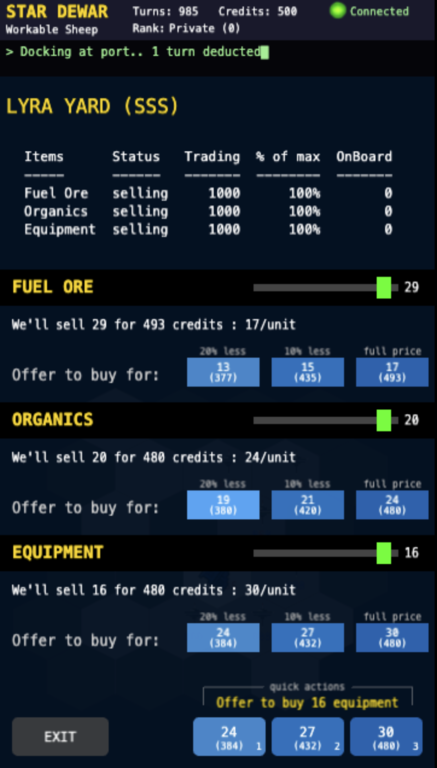 STAR DEWAR Turns: 985 Credits: 500 Connected
Workable Sheep Rank: Private (0)
> Docking at port.. 1 turn deducted
LYRA YARD (SSS)
Items Status Trading % of max OnBoard
----- ------ ------- -------- -------
Fuel Ore selling 1000 100% 0
Organics selling 1000 100% 0
Equipment selling 1000 100% 0
FUEL ORE 29
We'll sell 29 for 493 credits : 17/unit
20% less 10% less full price
Offer to buy for: 13 15 17
(377) (435) (493)
ORGANICS 20
We'll sell 20 for 480 credits : 24/unit
20% less 10% less full price
Offer to buy for: 19 21 24
(380) (420) (480)
EQUIPMENT 16
We'll sell 16 for 480 credits : 30/unit
20% less 10% less full price
Offer to buy for: 24 27 30
(384) (432) (480)
quick actions
Offer to buy 16 equipment
EXIT 24 27 30
(384) 1 (432) 2 (480) 3